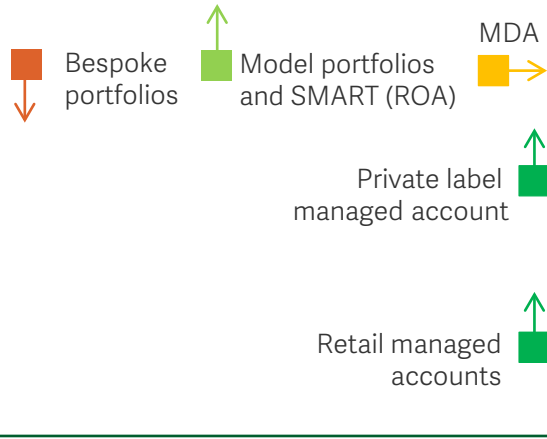 MDA
Bespoke
portfolios
Model portfolios
and SMART (ROA)
Private label
managed account
Retail managed
accounts